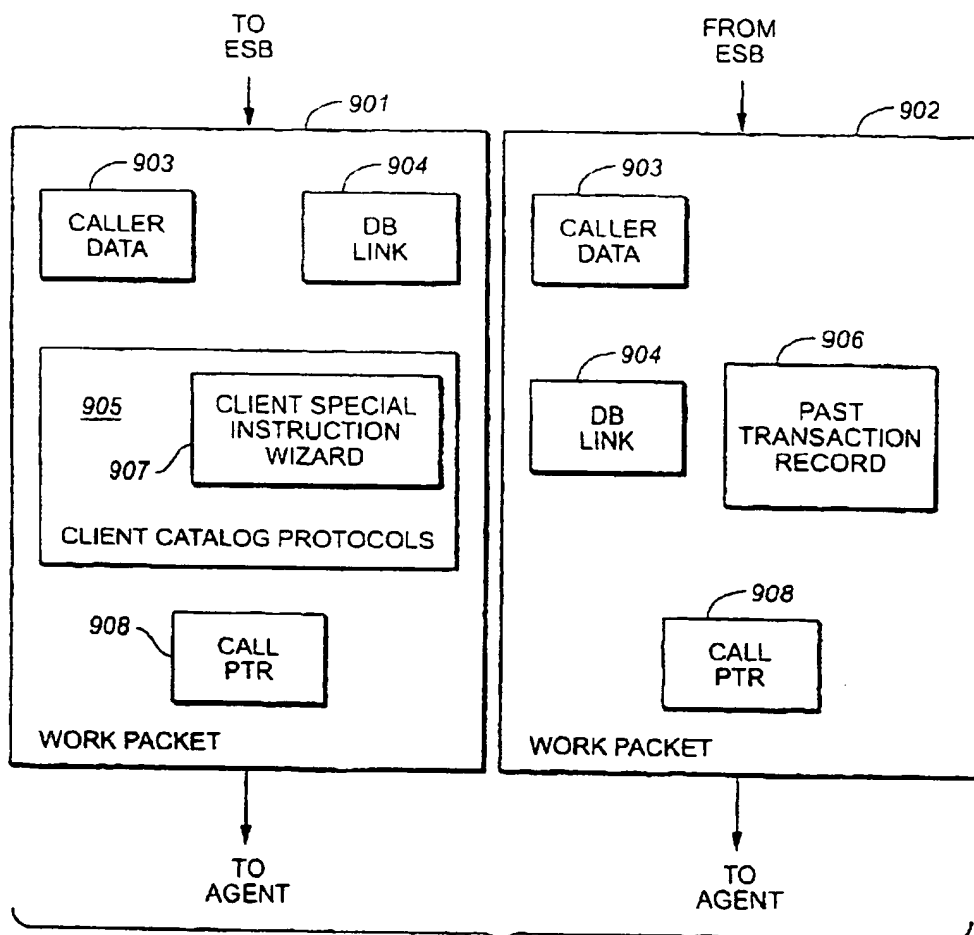 TO
ESB
901
903
904
CALLER
DATA
DB
LINK
905
CLIENT SPECIAL
INSTRUCTION
WIZARD
907
CLIENT CATALOG PROTOCOLS
908
CALL
PTR
WORK PACKET
TO
AGENT
FROM
ESB
902
903
CALLER
DATA
904
906
DB
LINK
PAST
TRANSACTION
RECORD
908
CALL
PTR
WORK PACKET
TO
AGENT